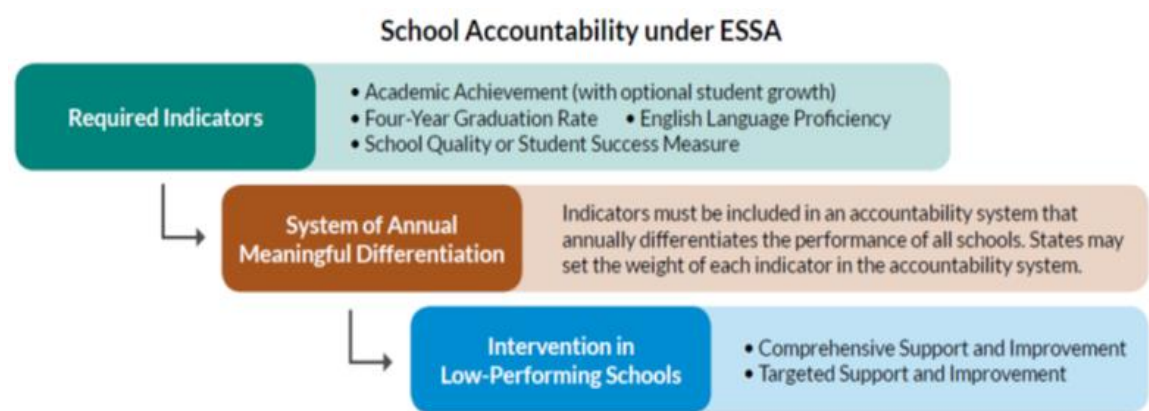 School Accountability under ESSA
Required Indicators
• Academic Achievement (with optional student growth)
• Four-Year Graduation Rate • English Language Proficiency
• School Quality or Student Success Measure
System of Annual
Meaningful Differentiation
Indicators must be included in an accountability system that
annually differentiates the performance of all schools. States may
set the weight of each indicator in the accountability system.
Intervention in
Low-Performing Schools
• Comprehensive Support and Improvement
• Targeted Support and Improvement